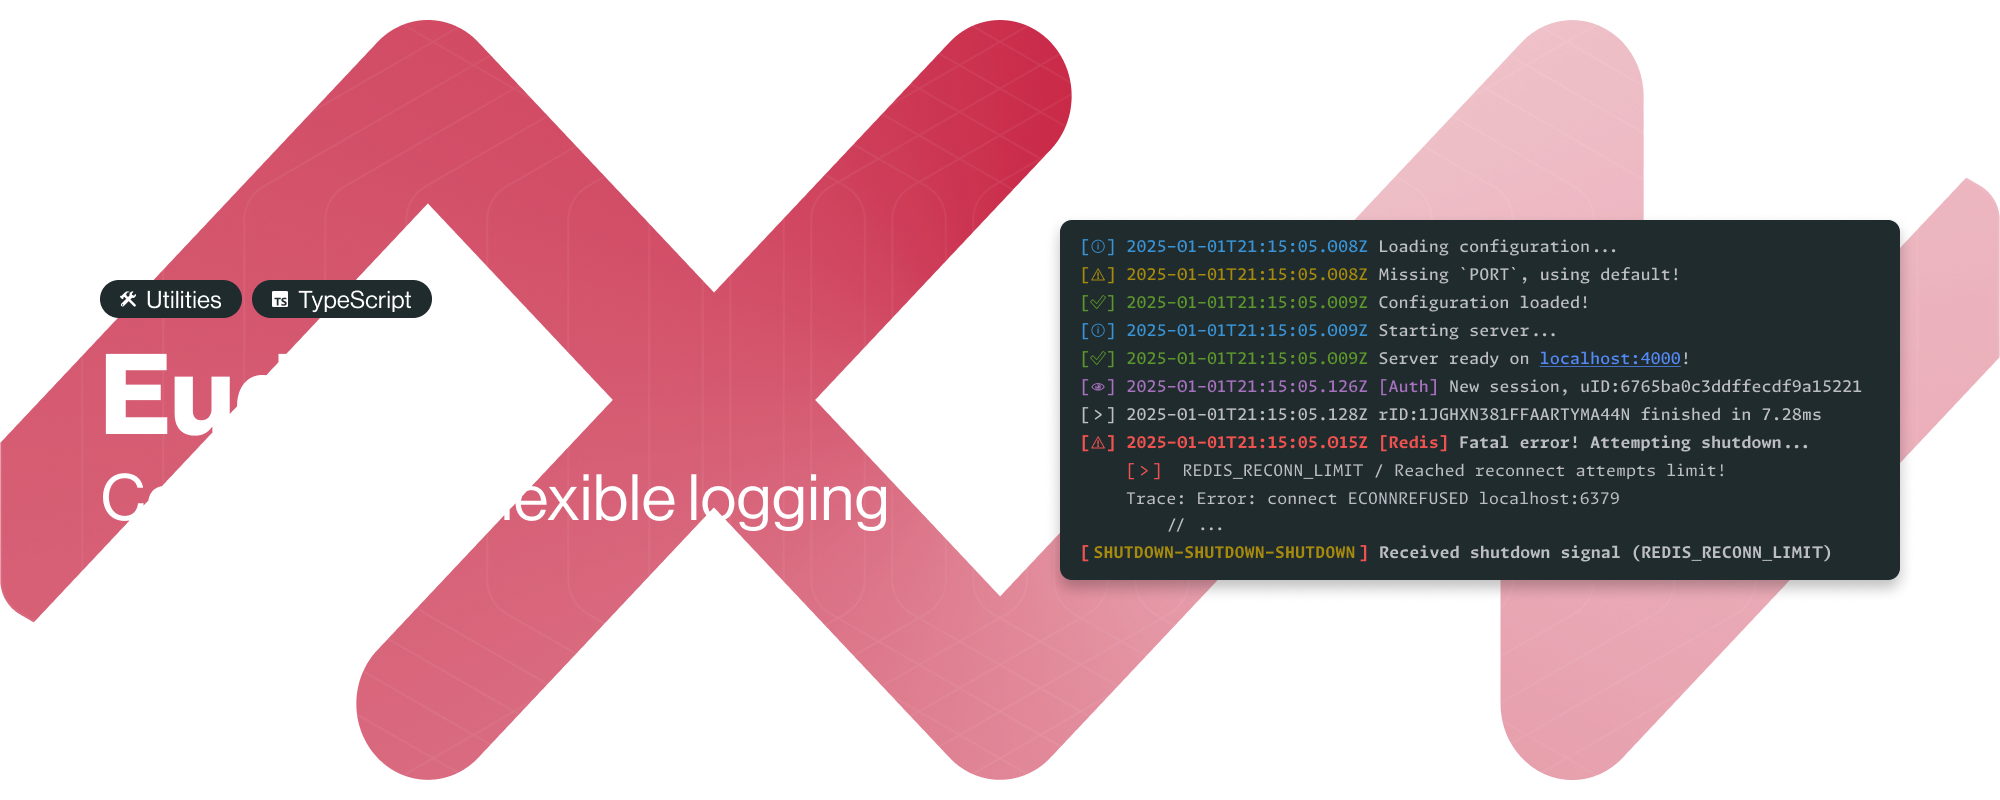 Utilities
TypeScript
lexible logging
[ⓘ] 2025-01-01T21:15:05.008Z Loading configuration...
[⚠] 2025-01-01T21:15:05.008Z Missing `PORT`, using default!
[✓] 2025-01-01T21:15:05.009Z Configuration loaded!
[ⓘ] 2025-01-01T21:15:05.009Z Starting server...
[✓] 2025-01-01T21:15:05.009Z Server ready on localhost:4000!
[👁] 2025-01-01T21:15:05.126Z [Auth] New session, uID:6765ba0c3ddffecdf9a15221
[>] 2025-01-01T21:15:05.128Z rID:1JGHXN381FFAARTYMA44N finished in 7.28ms
[⚠] 2025-01-01T21:15:05.015Z [Redis] Fatal error! Attempting shutdown...
[>] REDIS_RECONN_LIMIT / Reached reconnect attempts limit!
Trace: Error: connect ECONNREFUSED localhost:6379
// ...
[SHUTDOWN-SHUTDOWN-SHUTDOWN] Received shutdown signal (REDIS_RECONN_LIMIT)